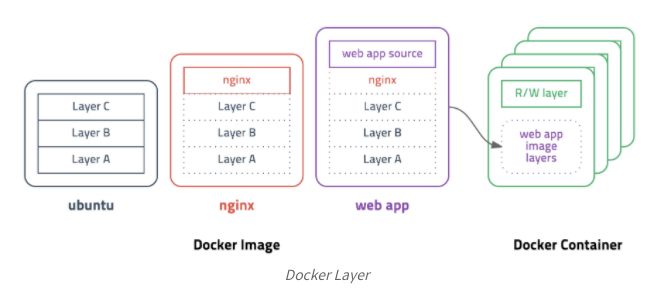 Layer C
Layer B
Layer A
ubuntu
nginx
Layer C
Layer B
Layer A
nginx
web app source
nginx
Layer C
Layer B
Layer A
web app
R/W layer
web app
image
layers
Docker Image
Docker Container
Docker Layer